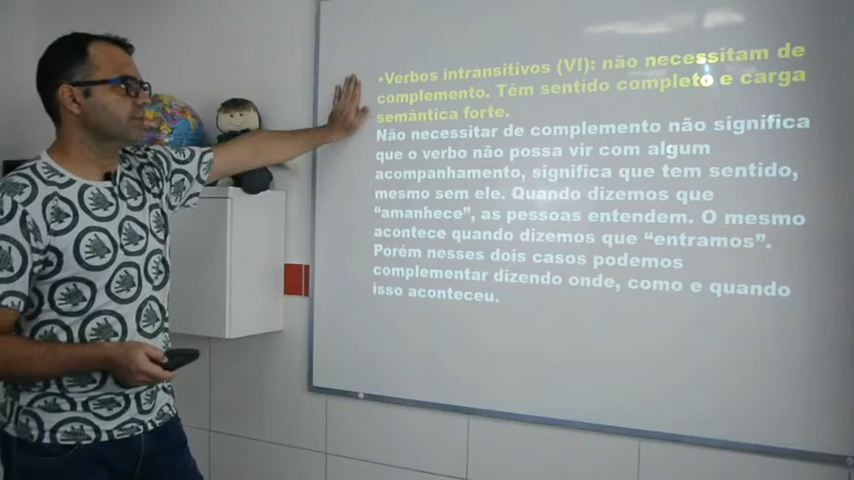 •Verbos intransitivos (VI): não necessitam de
complemento. Têm sentido completo e carga
semântica forte.
Não necessitar de complemento não significa
que o verbo não possa vir com algum
acompanhamento, significa que tem sentido,
mesmo sem ele. Quando dizemos que
“amanhece”, as pessoas entendem. O mesmo
acontece quando dizemos que “entramos”.
Porém nesses dois casos podemos
complementar dizendo onde, como e quando
isso aconteceu.